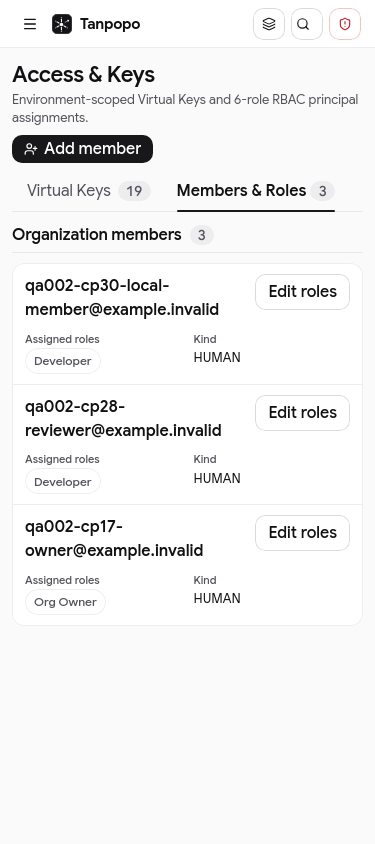 Tanpopo
Access & Keys
Environment-scoped Virtual Keys and 6-role RBAC principal
assignments.
Add member
Virtual Keys 19 Members & Roles 3
Organization members 3
qa002-cp30-local-
member@example.invalid
Edit roles
Assigned roles Kind
Developer HUMAN
qa002-cp28-
reviewer@example.invalid
Edit roles
Assigned roles Kind
Developer HUMAN
qa002-cp17-
owner@example.invalid
Edit roles
Assigned roles Kind
Org Owner HUMAN